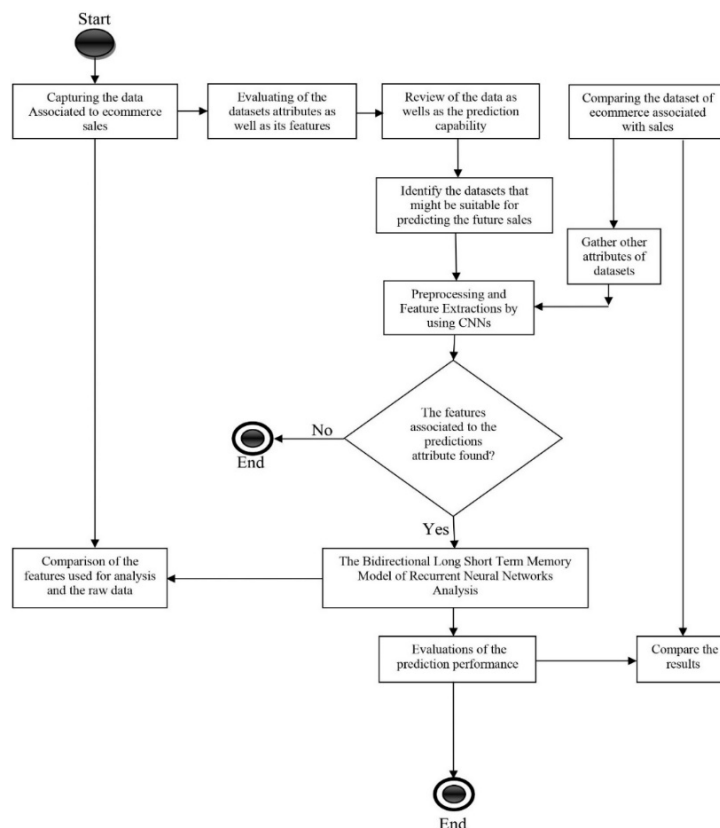 Start
Capturing the data
Associated to ecommerce
sales
Evaluating of the
datasets attributes as
well as its features
Review of the data as
wells as the prediction
capability
Comparing the dataset of
ecommerce associated
with sales
Identify the datasets that
might be suitable for
predicting the future sales
Gather other
attributes of
datasets
Preprocessing and
Feature Extractions by
using CNNs
The features
associated to the
predictions
attribute found?
No
End
Yes
Comparison of the
features used for analysis
and the raw data
The Bidirectional Long Short Term Memory
Model of Recurrent Neural Networks
Analysis
Evaluations of the
prediction performance
Compare the
results
End